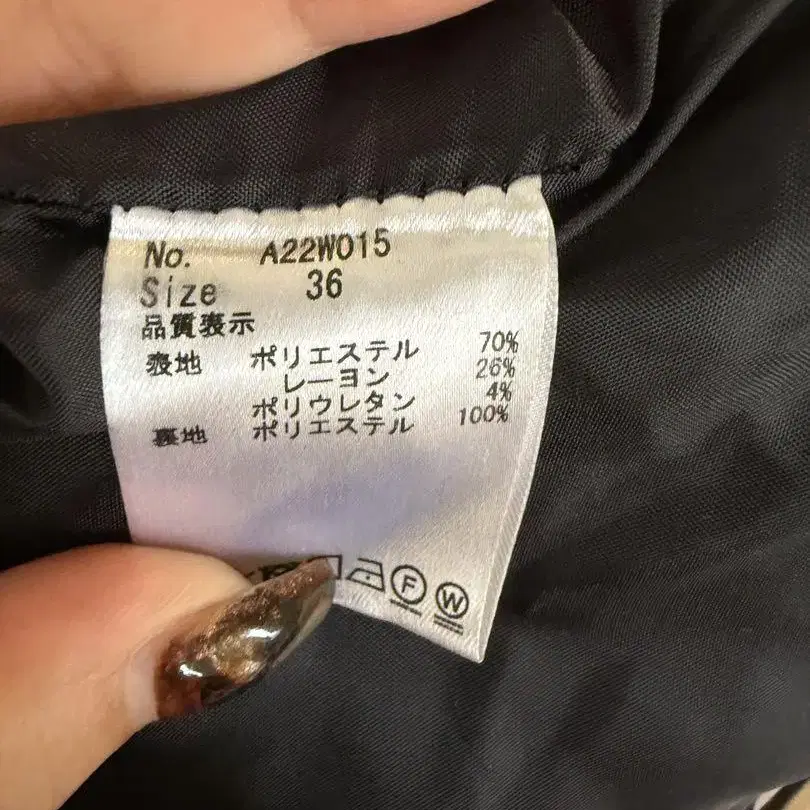 No. A22W015
Size 36
品質表示
表地 ポリエステル 70%
レーヨン 26%
ポリウレタン 4%
裏地 ポリエステル 100%
F W